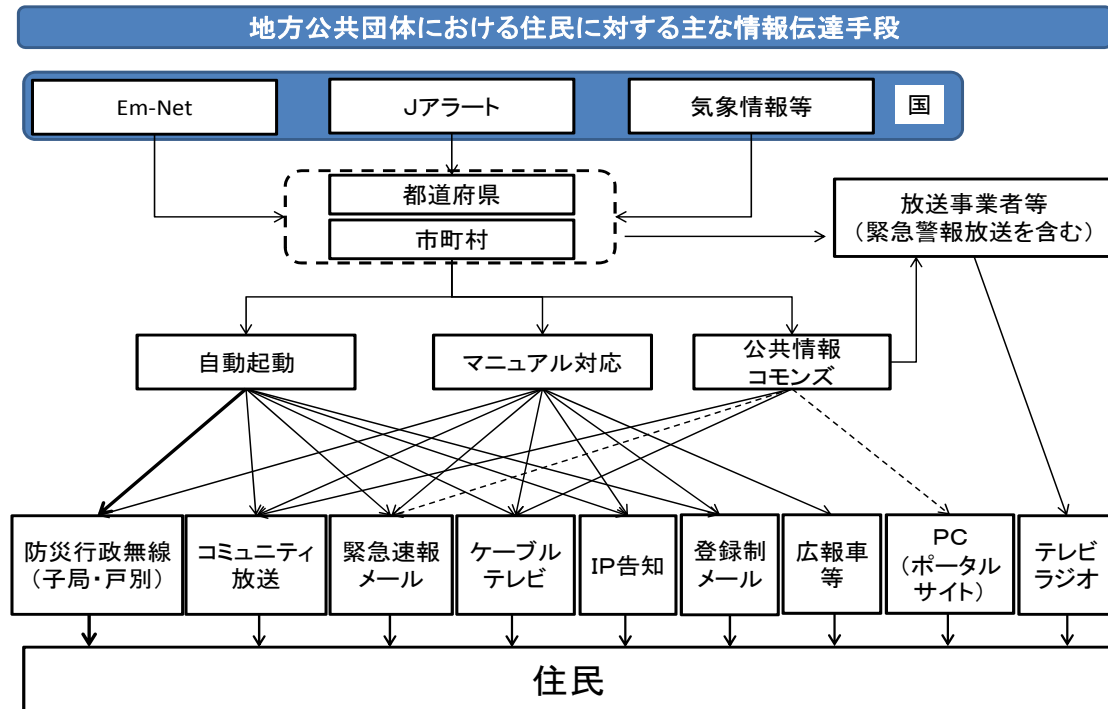 地方公共団体における住民に対する主な情報伝達手段
Em-Net
Jアラート
気象情報等
国
都道府県
市町村
放送事業者等
(緊急警報放送を含む)
自動起動
マニュアル対応
公共情報
コモンズ
防災行政無線
(子局・戸別)
コミュニティ
放送
緊急速報
メール
ケーブル
テレビ
IP告知
登録制
メール
広報車
等
PC
(ポータル
サイト)
テレビ
ラジオ
住民